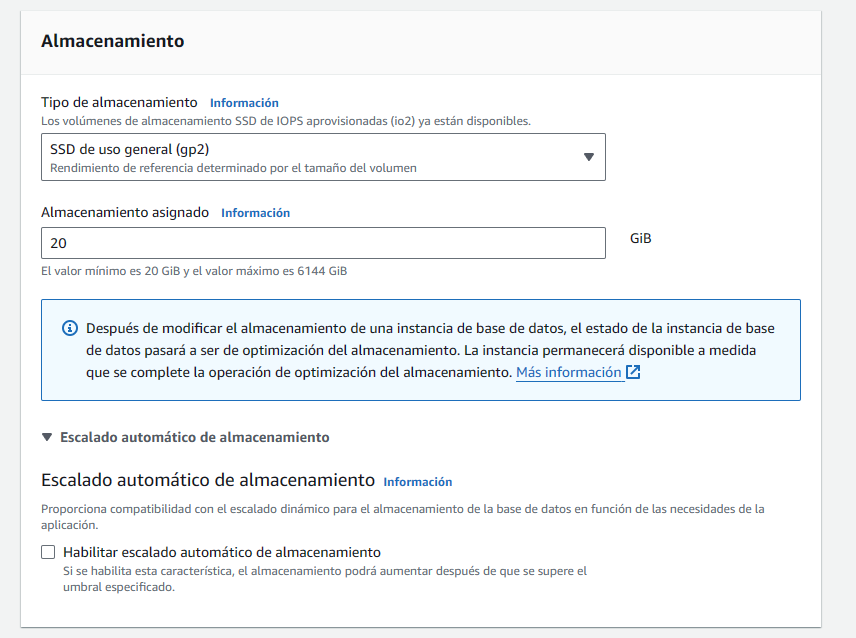 Almacenamiento
Tipo de almacenamiento Información
Los volúmenes de almacenamiento SSD de IOPS aprovisionadas (io2) ya están disponibles.
SSD de uso general (gp2)
Rendimiento de referencia determinado por el tamaño del volumen
Almacenamiento asignado Información
20
GiB
El valor mínimo es 20 GiB y el valor máximo es 6144 GiB
Después de modificar el almacenamiento de una instancia de base de datos, el estado de la instancia de base
de datos pasará a ser de optimización del almacenamiento. La instancia permanecerá disponible a medida
que se complete la operación de optimización del almacenamiento. Más información
Escalado automático de almacenamiento
Escalado automático de almacenamiento Información
Proporciona compatibilidad con el escalado dinámico para el almacenamiento de la base de datos en función de las necesidades de la
aplicación.
Habilitar escalado automático de almacenamiento
Si se habilita esta característica, el almacenamiento podrá aumentar después de que se supere el
umbral especificado.